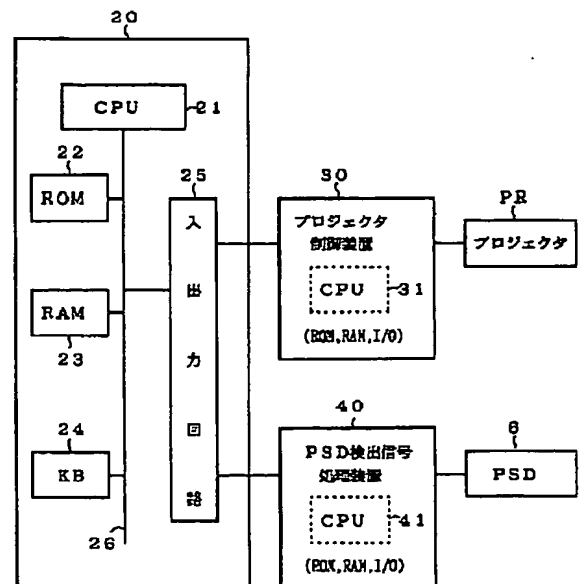 20
CPU
21
22
ROM
RAM
23
24
KB
26
25
入出力回路
30
プロジェクタ
制御装置
CPU
31
(ROM,RAM,I/O)
PR
プロジェクタ
40
PSD検出信号
処理装置
CPU
41
(ROM,RAM,I/O)
6
PSD